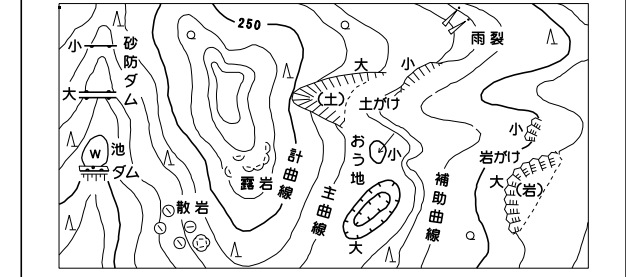 250
小
砂防ダム
大
W
池
ダム
散岩
露岩
計曲線
主曲線
大
(土)
土がけ
小
雨裂
おう地
小
大
補助曲線
小
岩がけ
大
(岩)